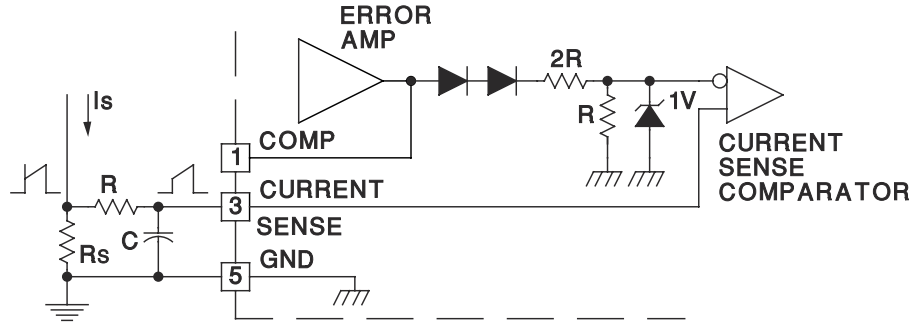 ERROR
AMP
2R
Is
R
1V
COMP
1
CURRENT
SENSE
COMPARATOR
R
CURRENT
3
SENSE
C
Rs
GND
5